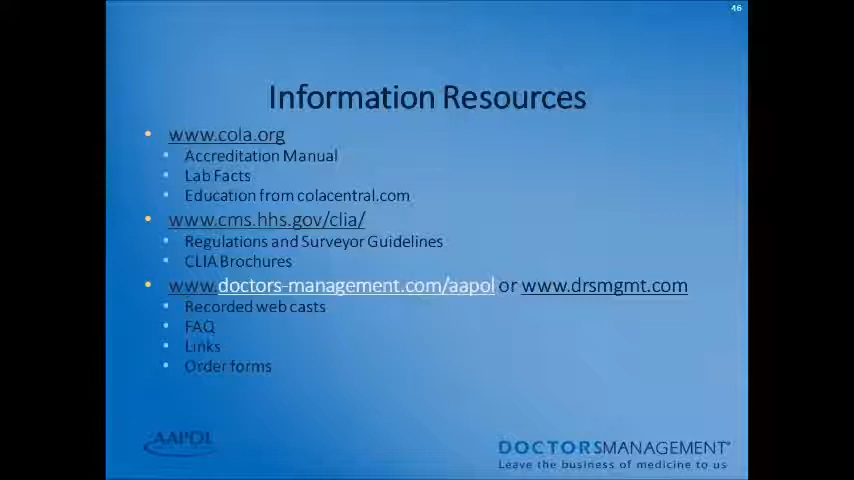 46
Information Resources
www.cola.org
Accreditation Manual
Lab Facts
Education from colacentral.com
www.cms.hhs.gov/clia/
Regulations and Surveyor Guidelines
CLIA Brochures
www.doctors-management.com/aapol or www.drsmgmt.com
Recorded web casts
FAQ
Links
Order forms
AAPOL
DOCTORSMANAGEMENT
Leave the business of medicine to us